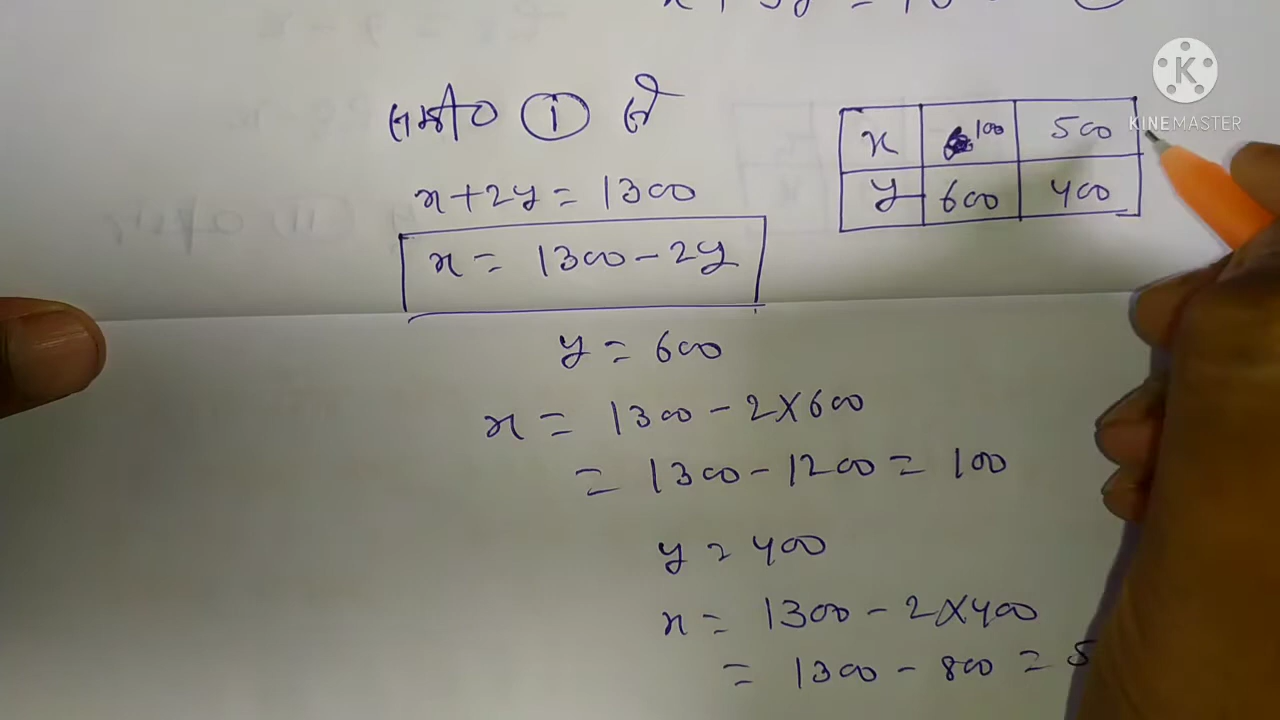 समी० ① से
x + 2y = 1300
x = 1300 - 2y
x 100 500
y 600 400
KINEMASTER
y = 600
x = 1300 - 2 X 600
= 1300 - 1200 = 100
y = 400
x = 1300 - 2 X 400
= 1300 - 800 = 5